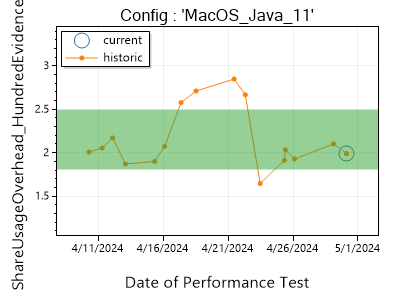 Config : 'MacOS_Java_11'
current
historic
ShareUsageOverhead_HundredEvidence
3
2.5
2
1.5
4/11/2024
4/16/2024
4/21/2024
4/26/2024
5/1/2024
Date of Performance Test